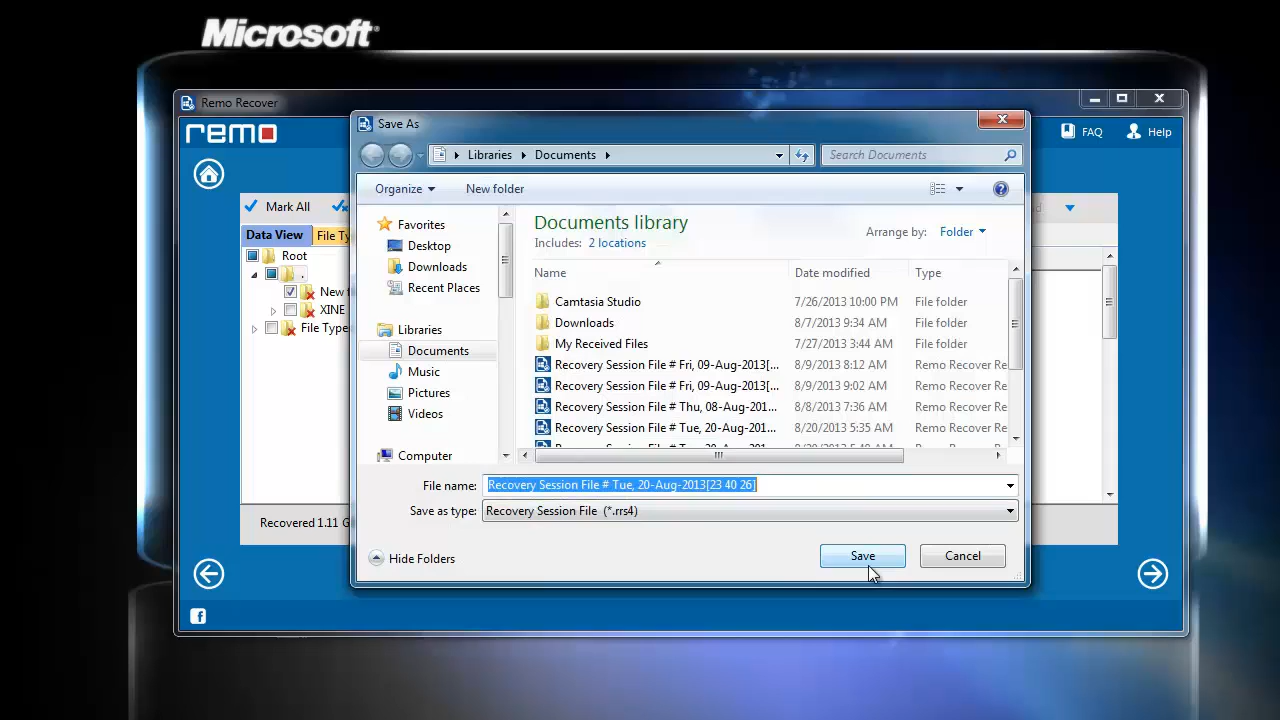 Microsoft
Remo Recover
remo
FAQ
Help
Mark All
Data View
File Ty
Root
.
New f
XINE
File Type
Recovered 1.11 G
Save As
Libraries
Documents
Search Documents
Organize
New folder
Favorites
Desktop
Downloads
Recent Places
Libraries
Documents
Music
Pictures
Videos
Computer
Documents library
Includes: 2 locations
Arrange by: Folder
Name Date modified Type
Camtasia Studio 7/26/2013 10:00 PM File folder
Downloads 8/7/2013 9:34 AM File folder
My Received Files 7/27/2013 3:44 AM File folder
Recovery Session File # Fri, 09-Aug-2013[... 8/9/2013 8:12 AM Remo Recover Re
Recovery Session File # Fri, 09-Aug-2013[... 8/9/2013 9:02 AM Remo Recover Re
Recovery Session File # Thu, 08-Aug-201... 8/8/2013 7:36 AM Remo Recover Re
Recovery Session File # Tue, 20-Aug-201... 8/20/2013 5:35 AM Remo Recover Re
File name: Recovery Session File # Tue, 20-Aug-2013[23 40 26]
Save as type: Recovery Session File (*.rrs4)
Hide Folders
Save
Cancel